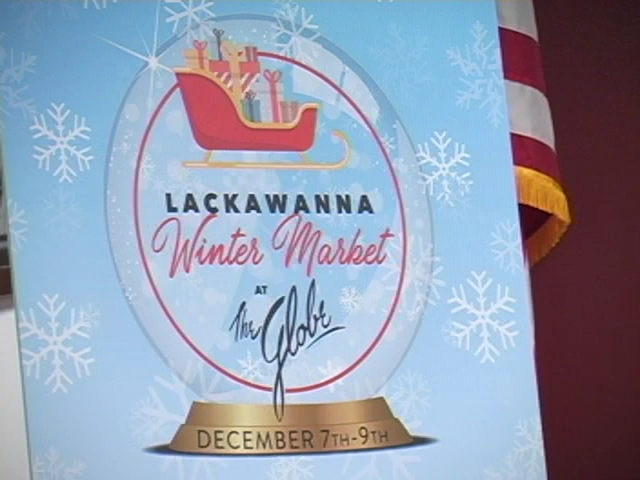 LACKAWANNA
Winter Market
AT
The Globe
DECEMBER 7TH-9TH